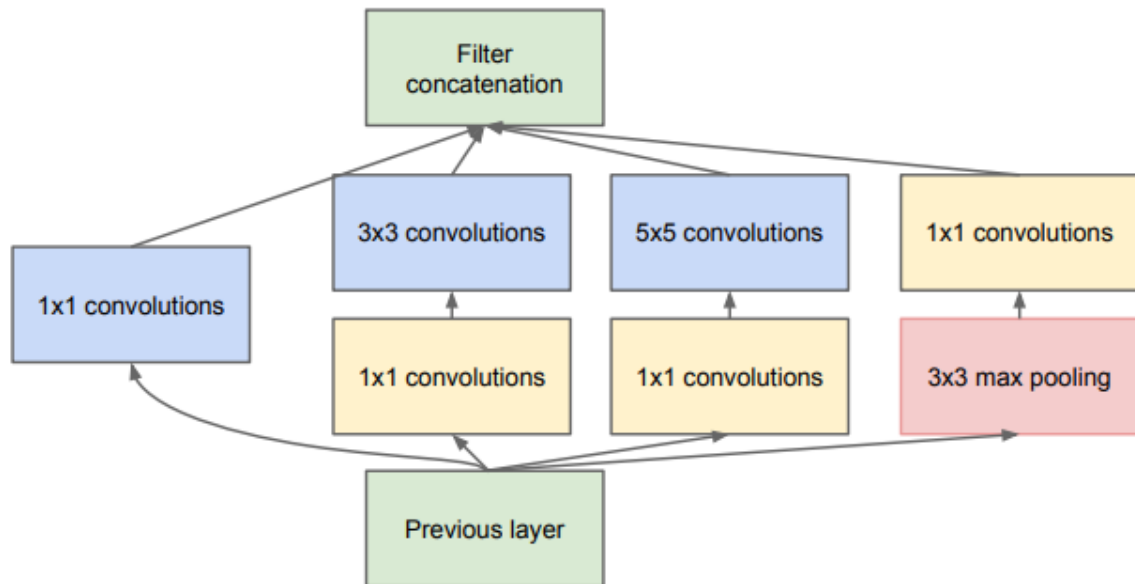 Filter
concatenation
3x3 convolutions
5x5 convolutions
1x1 convolutions
1x1 convolutions
1x1 convolutions
1x1 convolutions
3x3 max pooling
Previous layer